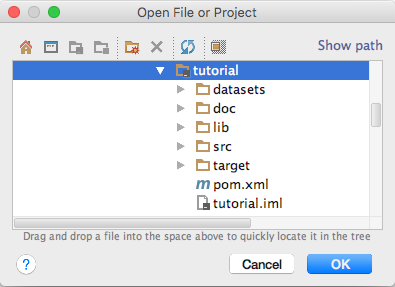 Open File or Project
Show path
tutorial
datasets
doc
lib
src
target
m pom.xml
tutorial.iml
Drag and drop a file into the space above to quickly locate it in the tree
? Cancel OK